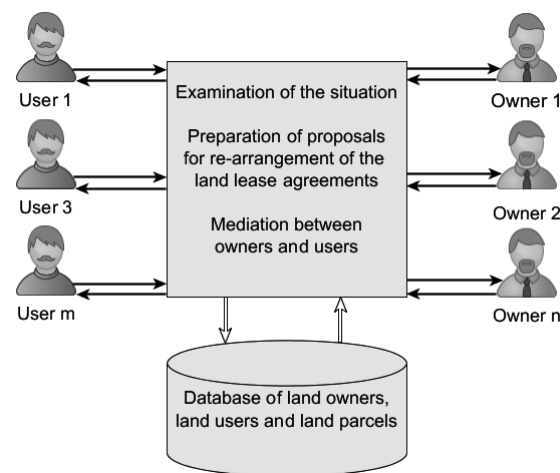 User 1
User 3
User m
Examination of the situation
Preparation of proposals
for re-arrangement of the
land lease agreements
Mediation between
owners and users
Owner 1
Owner 2
Owner n
Database of land owners,
land users and land parcels